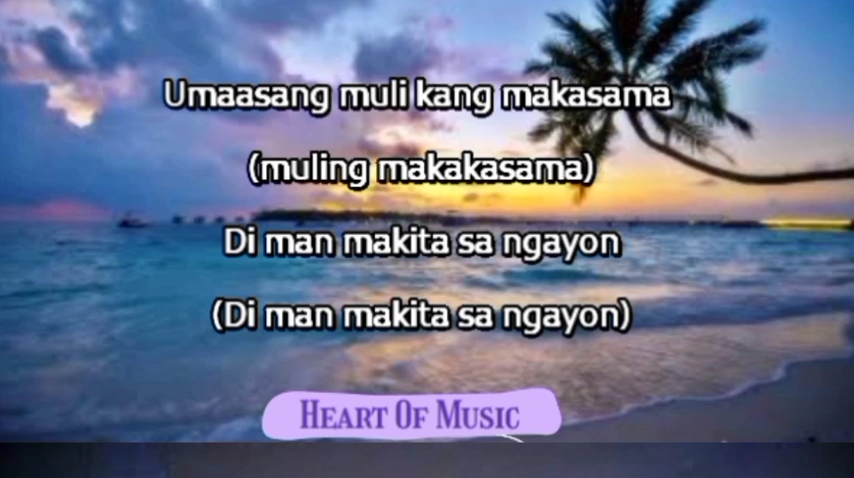 Umaasang muli kang makasama
(muling makakasama)
Di man makita sa ngayon
(Di man makita sa ngayon)
HEART OF MUSIC